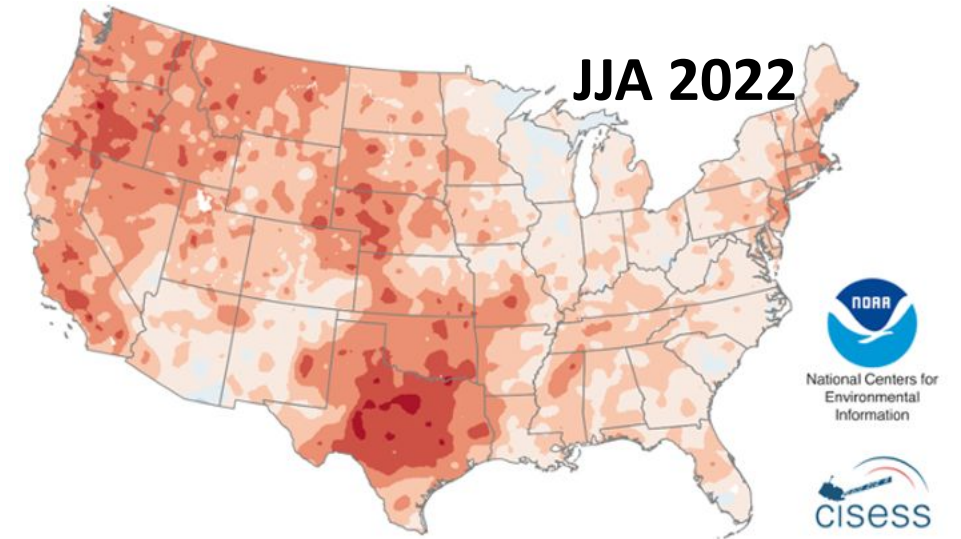 JJA 2022
NOAA
National Centers for
Environmental
Information
CISESS